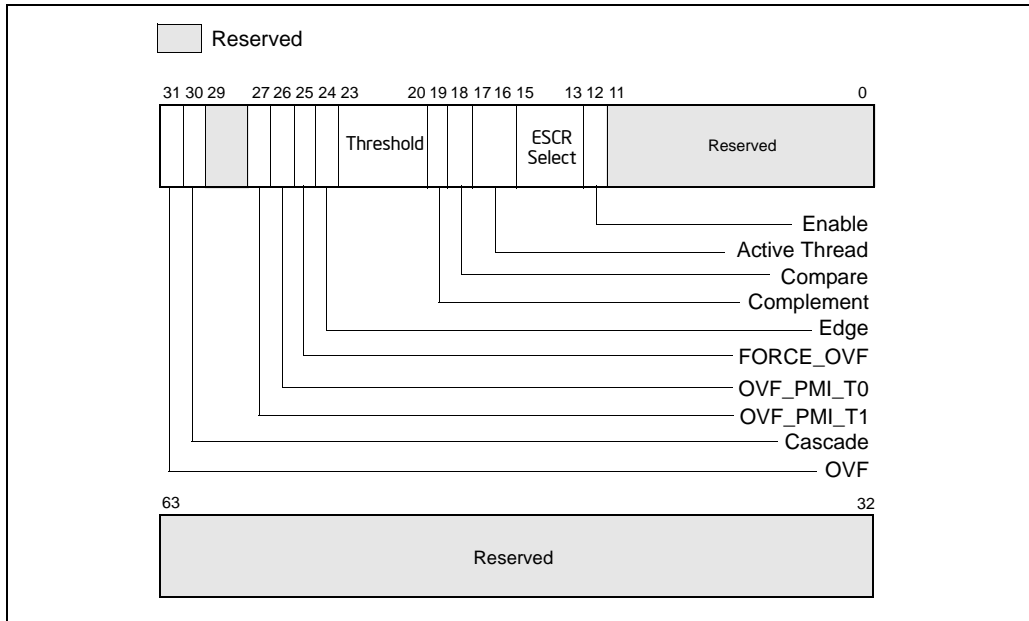 Reserved
31 30 29 27 26 25 24 23 20 19 18 17 16 15 13 12 11 0
Threshold
ESCR
Select
Reserved
Enable
Active Thread
Compare
Complement
Edge
FORCE_OVF
OVF_PMI_T0
OVF_PMI_T1
Cascade
OVF
63 32
Reserved